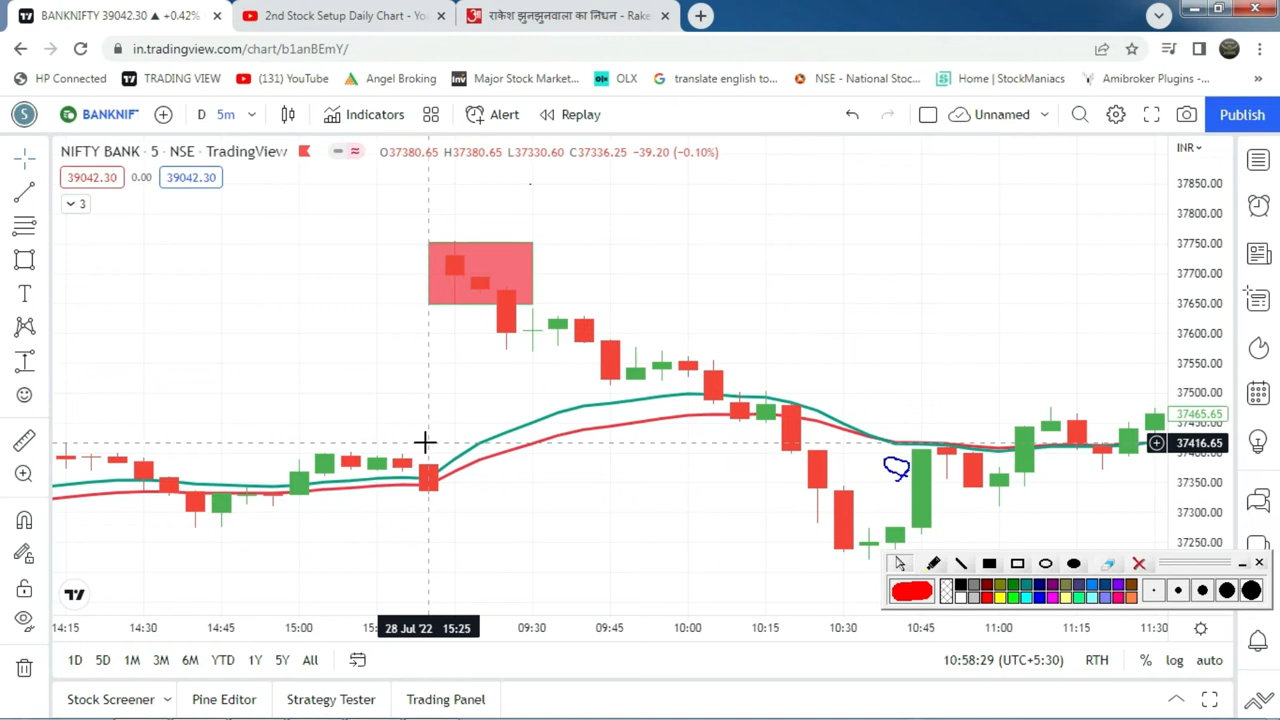 BANKNIFTY 39042.30 ▲ +0.42%
2nd Stock Setup Daily Chart - You
राकेश झुनझुनवाला का निधन - Rake
in.tradingview.com/chart/b1anBEmY/
HP Connected TRADING VIEW (131) YouTube Angel Broking Major Stock Market... OLX translate english to... NSE - National Stoc... Home | StockManiacs Amibroker Plugins -... »
S BANKNIF D 5m Indicators Alert Replay Unnamed Publish
NIFTY BANK · 5 · NSE · TradingView O37380.65 H37380.65 L37330.60 C37336.25 -39.20 (-0.10%) INR
39042.30 0.00 39042.30
3
37850.00
37800.00
37750.00
37700.00
37650.00
37600.00
37550.00
37500.00
37465.65
37416.65
37400.00
37350.00
37300.00
37250.00
14:15 14:30 14:45 15:00 28 Jul '22 15:25 09:30 09:45 10:00 10:15 10:30 10:45 11:00 11:15 11:30
1D 5D 1M 3M 6M YTD 1Y 5Y All 10:58:29 (UTC+5:30) RTH % log auto
Stock Screener Pine Editor Strategy Tester Trading Panel